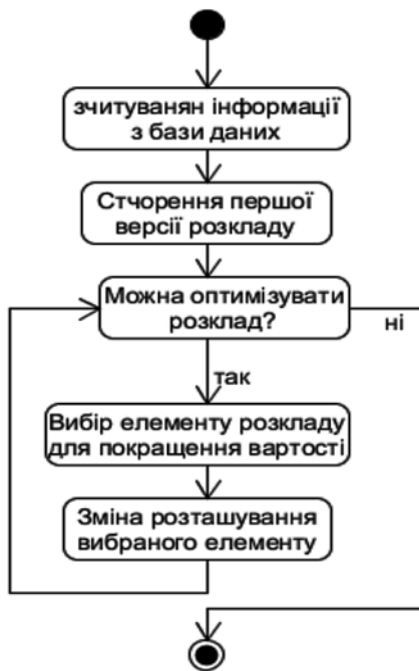 зчитуванян інформації
з бази даних
Стчорення першої
версії розкладу
Можна оптимізувати
розклад?
ні
так
Вибір елементу розкладу
для покращення вартості
Зміна розташування
вибраного елементу